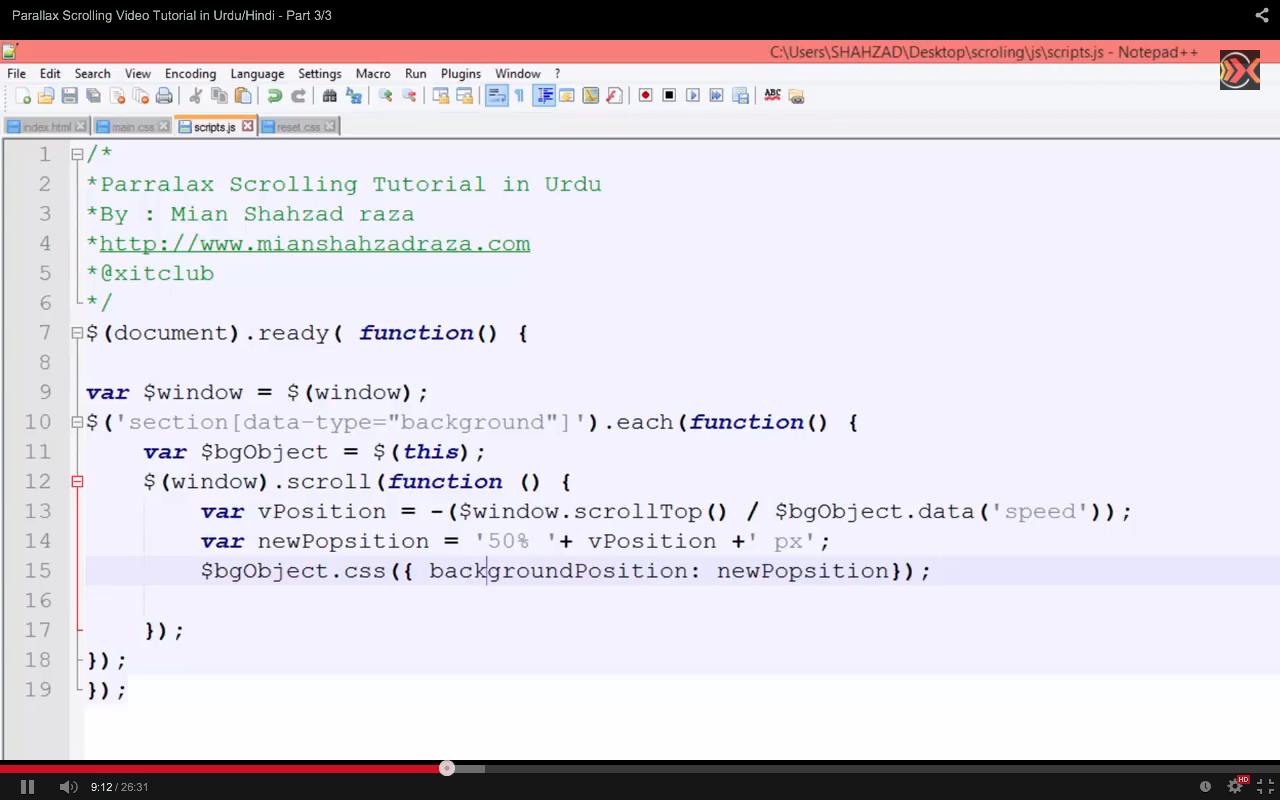 Parallax Scrolling Video Tutorial in Urdu/Hindi - Part 3/3
C:\Users\SHAHZAD\Desktop\scroling\js\scripts.js - Notepad++
File Edit Search View Encoding Language Settings Macro Run Plugins Window ?
ABC
index.html main.css scripts.js reset.css
1 /*
2 *Parralax Scrolling Tutorial in Urdu
3 *By : Mian Shahzad raza
4 *http://www.mianshahzadraza.com
5 *@xitclub
6 */
7 $(document).ready( function() {
8
9 var $window = $(window);
10 $('section[data-type="background"]').each(function() {
11 var $bgObject = $(this);
12 $(window).scroll(function () {
13 var vPosition = -($window.scrollTop() / $bgObject.data('speed'));
14 var newPopsition = '50% '+ vPosition +' px';
15 $bgObject.css({ backgroundPosition: newPopsition});
16
17 });
18 });
19 });
9:12 / 26:31
HD